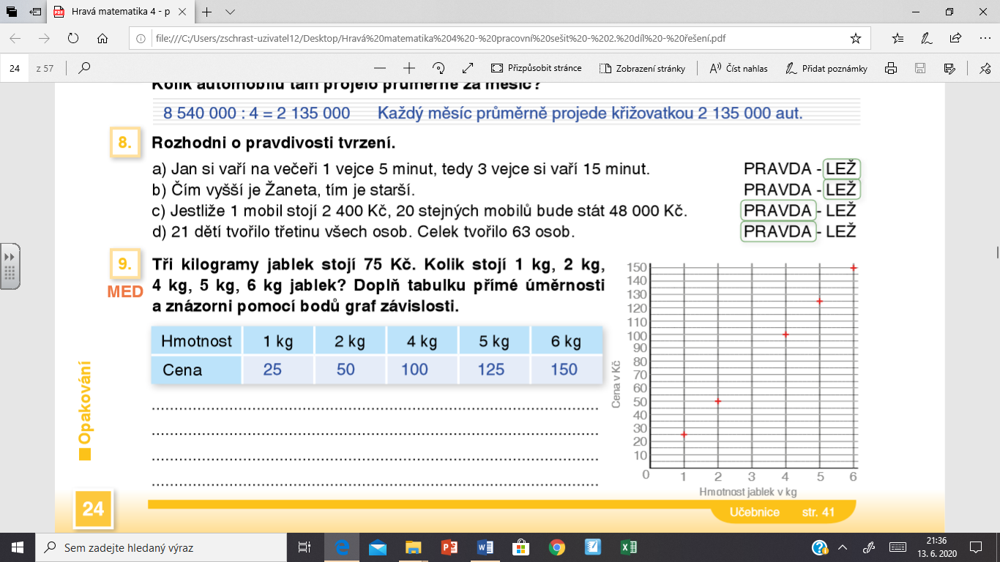 Hravá matematika 4 - p
file:///C:/Users/zschrast-uzivatel12/Desktop/Hravá%20matematika%204%20-%20pracovní%20sešit%20-%202.%20díl%20-%20řešení.pdf
24 z 57 Přizpůsobit stránce Zobrazení stránky Číst nahlas Přidat poznámky
Kolik automobilů tam projelo průměrně za měsíc?
8 540 000 : 4 = 2 135 000 Každý měsíc průměrně projede křižovatkou 2 135 000 aut.
8. Rozhodni o pravdivosti tvrzení.
a) Jan si vaří na večeři 1 vejce 5 minut, tedy 3 vejce si vaří 15 minut. PRAVDA - LEŽ
b) Čím vyšší je Žaneta, tím je starší. PRAVDA - LEŽ
c) Jestliže 1 mobil stojí 2 400 Kč, 20 stejných mobilů bude stát 48 000 Kč. PRAVDA - LEŽ
d) 21 dětí tvořilo třetinu všech osob. Celek tvořilo 63 osob. PRAVDA - LEŽ
9. Tři kilogramy jablek stojí 75 Kč. Kolik stojí 1 kg, 2 kg,
MED 4 kg, 5 kg, 6 kg jablek? Doplň tabulku přímé úměrnosti
a znázorni pomocí bodů graf závislosti.
Hmotnost 1 kg 2 kg 4 kg 5 kg 6 kg
Cena 25 50 100 125 150
Opakování
Cena v Kč
150
140
130
120
110
100
90
80
70
60
50
40
30
20
10
0 1 2 3 4 5 6
Hmotnost jablek v kg
24
Učebnice str. 41
Sem zadejte hledaný výraz
21:36
13. 6. 2020